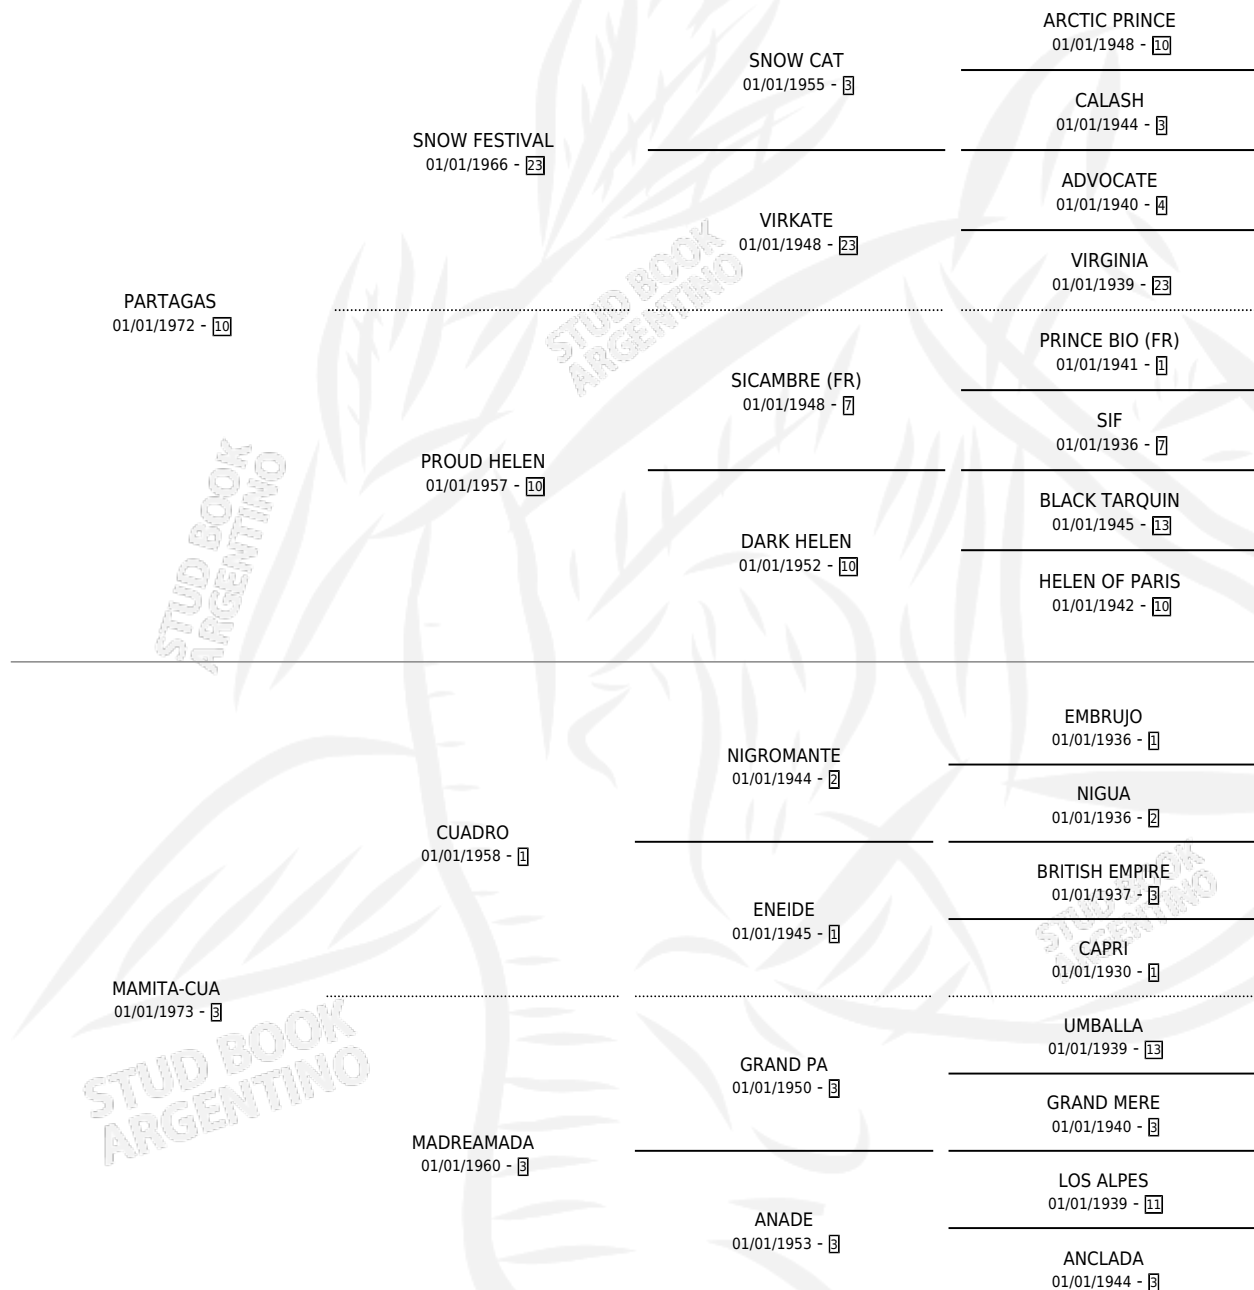 ARCTIC PRINCE
01/01/1948 - 10
SNOW CAT
01/01/1955 - 3
CALASH
01/01/1944 - 3
SNOW FESTIVAL
01/01/1966 - 23
ADVOCATE
01/01/1940 - 4
VIRKATE
01/01/1948 - 23
VIRGINIA
01/01/1939 - 23
PARTAGAS
01/01/1972 - 10
STUD BOOK
ARGENTINO
PRINCE BIO (FR)
01/01/1941 - 1
SICAMBRE (FR)
01/01/1948 - 7
SIF
01/01/1936 - 7
PROUD HELEN
01/01/1957 - 10
BLACK TARQUIN
01/01/1945 - 13
DARK HELEN
01/01/1952 - 10
HELEN OF PARIS
01/01/1942 - 10
STUD BOOK
ARGENTINO
EMBRUJO
01/01/1936 - 1
NIGROMANTE
01/01/1944 - 2
NIGUA
01/01/1936 - 2
CUADRO
01/01/1958 - 1
BRITISH EMPIRE
01/01/1937 - 3
ENEIDE
01/01/1945 - 1
STUD BOOK
ARGENTINO
CAPRI
01/01/1930 - 1
MAMITA-CUA
01/01/1973 - 3
UMBALLA
01/01/1939 - 13
GRAND PA
01/01/1950 - 3
GRAND MERE
01/01/1940 - 3
STUD BOOK
ARGENTINO
MADREAMADA
01/01/1960 - 3
LOS ALPES
01/01/1939 - 11
ANADE
01/01/1953 - 3
ANCLADA
01/01/1944 - 3